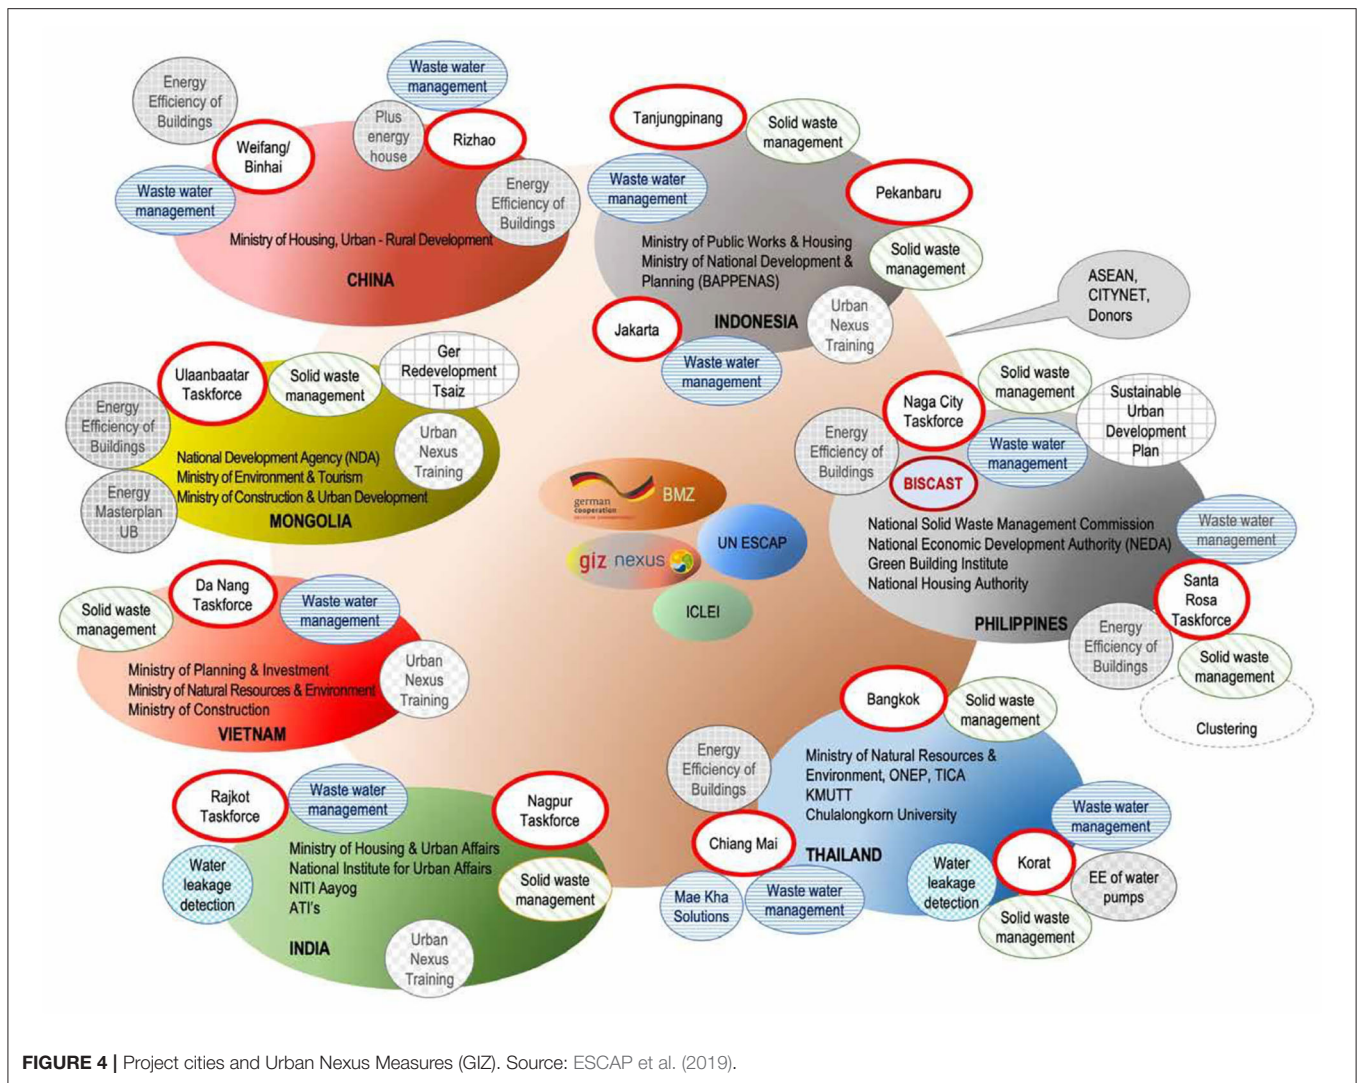 Energy
Efficiency of
Buildings
Weifang/
Binhai
Waste water
management
Waste water
management
Plus
energy
house
Rizhao
Energy
Efficiency of
Buildings
Ministry of Housing, Urban - Rural Development
CHINA
Tanjungpinang
Solid waste
management
Waste water
management
Pekanbaru
Solid waste
management
Ministry of Public Works & Housing
Ministry of National Development &
Planning (BAPPENAS)
INDONESIA
Urban
Nexus
Training
Jakarta
Waste water
management
ASEAN,
CITYNET,
Donors
Ulaanbaatar
Taskforce
Solid waste
management
Ger
Redevelopment
Tsaiz
Energy
Efficiency of
Buildings
Urban
Nexus
Training
National Development Agency (NDA)
Ministry of Environment & Tourism
Ministry of Construction & Urban Development
MONGOLIA
Energy
Masterplan
UB
Naga City
Taskforce
Solid waste
management
Sustainable
Urban
Development
Plan
Energy
Efficiency of
Buildings
Waste water
management
BISCAST
National Solid Waste Management Commission
National Economic Development Authority (NEDA)
Green Building Institute
National Housing Authority
PHILIPPINES
Waste water
management
Santa
Rosa
Taskforce
Energy
Efficiency of
Buildings
Solid waste
management
Clustering
german
cooperation
BMZ
UN ESCAP
giz nexus
ICLEI
Da Nang
Taskforce
Solid waste
management
Waste water
management
Urban
Nexus
Training
Ministry of Planning & Investment
Ministry of Natural Resources & Environment
Ministry of Construction
VIETNAM
Bangkok
Solid waste
management
Energy
Efficiency of
Buildings
Ministry of Natural Resources &
Environment, ONEP, TICA
KMUTT
Chulalongkorn University
THAILAND
Chiang Mai
Mae Kha
Solutions
Waste water
management
Waste water
management
Korat
Water
leakage
detection
EE of water
pumps
Solid waste
management
Rajkot
Taskforce
Waste water
management
Nagpur
Taskforce
Water
leakage
detection
Ministry of Housing & Urban Affairs
National Institute for Urban Affairs
NITI Aayog
ATI's
INDIA
Solid waste
management
Urban
Nexus
Training
FIGURE 4 | Project cities and Urban Nexus Measures (GIZ). Source: ESCAP et al. (2019).